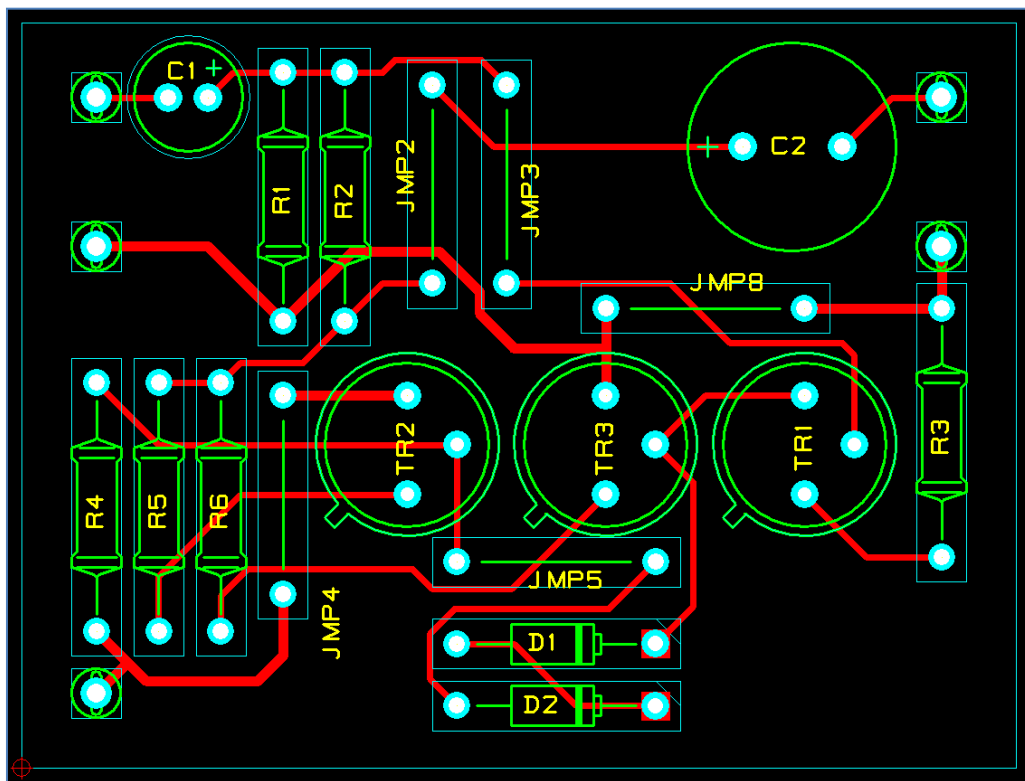 C1 +
R1
R2
JMP2
JMP3
+ C2
JMP8
R4
R5
R6
JMP4
TR2
TR3
TR1
R3
JMP5
D1
D2